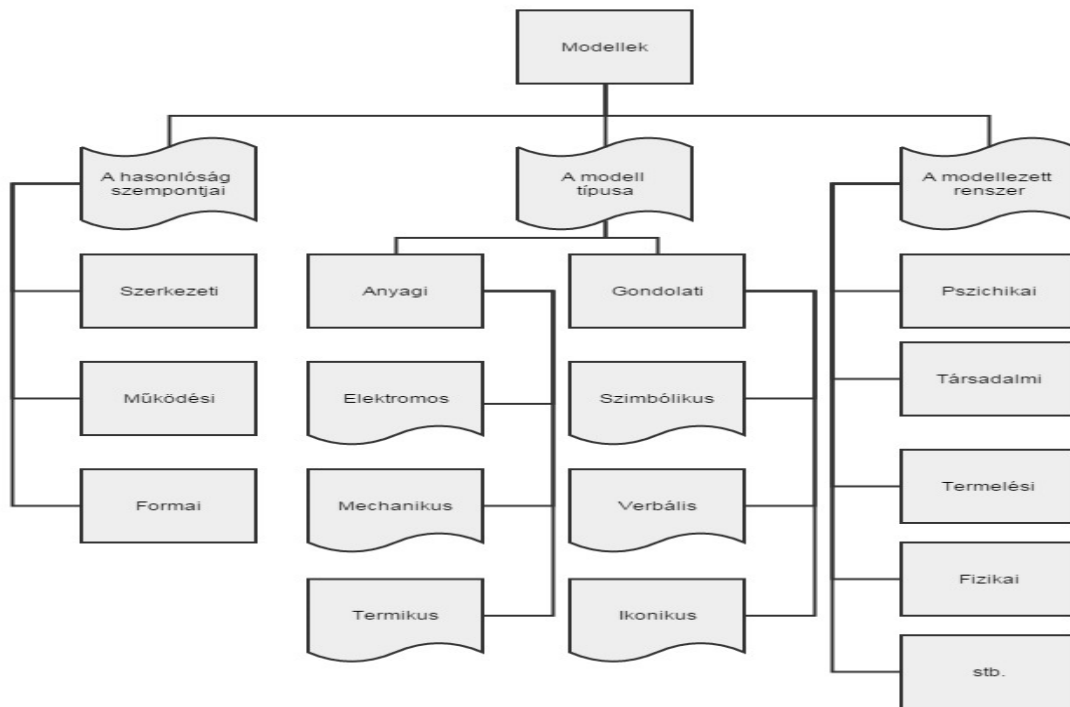 Modellek
A hasonlóság
szempontjai
A modell
típusa
A modellezett
renszer
Szerkezeti
Anyagi
Gondolati
Pszichikai
Működési
Elektromos
Szimbólikus
Társadalmi
Formai
Mechanikus
Verbális
Termelési
Termikus
Ikonikus
Fizikai
stb.